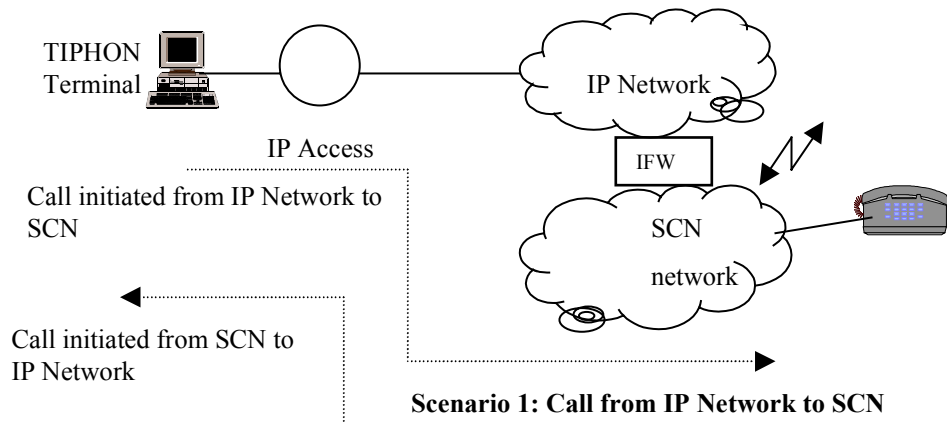 TIPHON
Terminal
IP Network
IP Access
IFW
Call initiated from IP Network to
SCN
SCN
network
Call initiated from SCN to
IP Network
Scenario 1: Call from IP Network to SCN